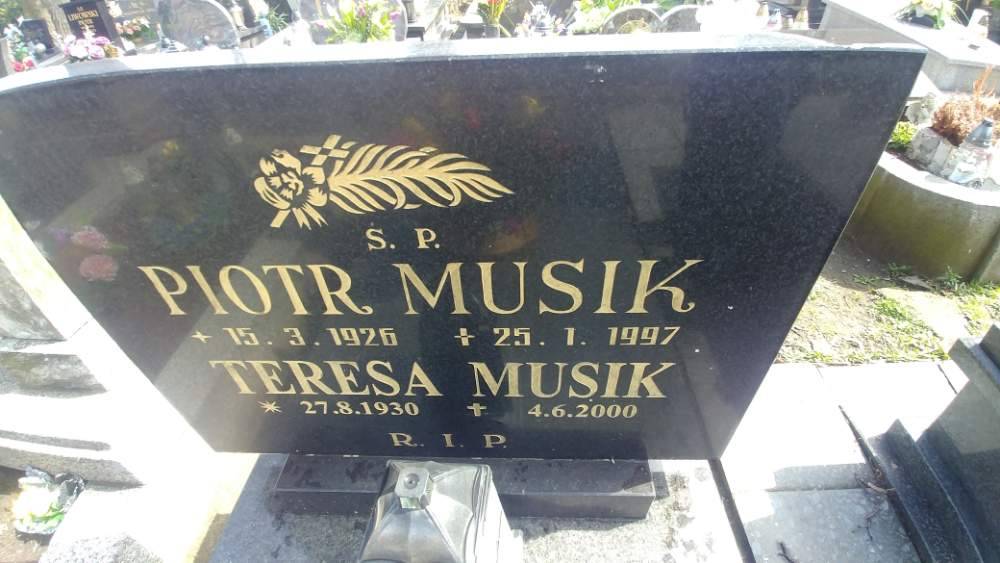 S. P.
PIOTR MUSIK
✦ 15. 3. 1926 ✝ 25. 1. 1997
TERESA MUSIK
✳ 27.8.1930 ✝ 4.6.2000
R. I. P.